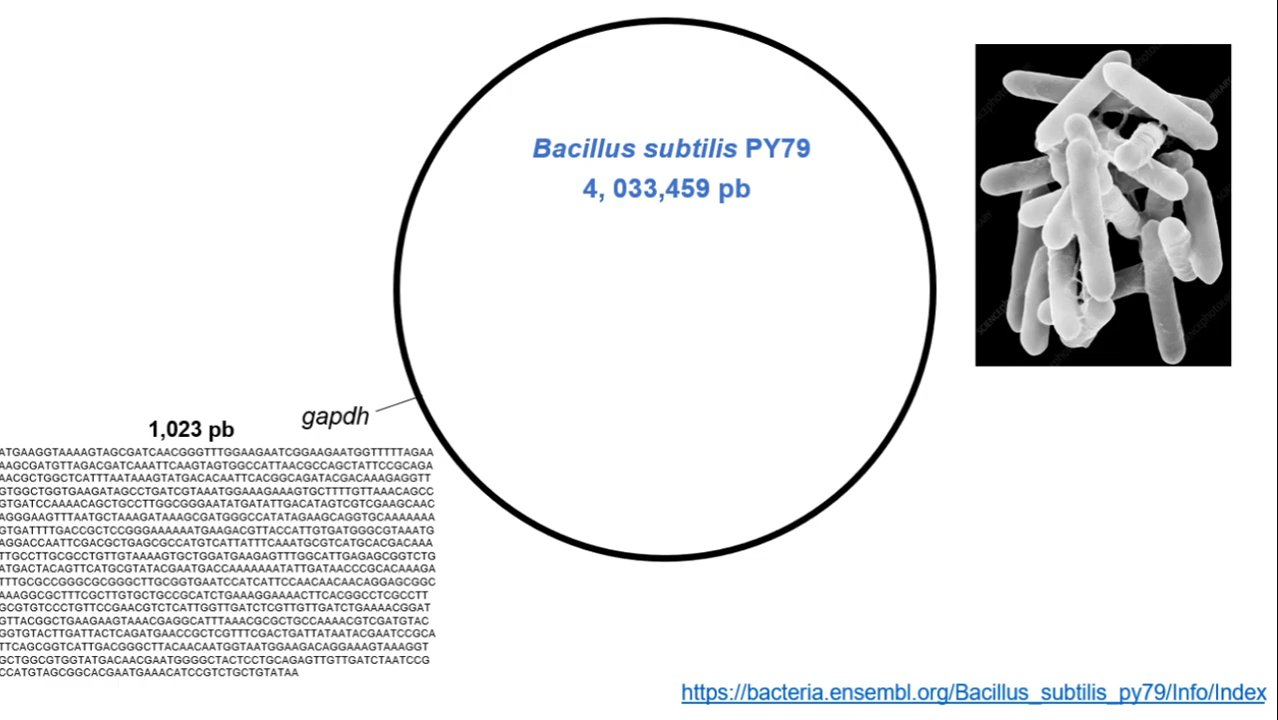 Bacillus subtilis PY79
4, 033,459 pb
gapdh
1,023 pb
ATGAAGGTAAAAGTAGCGATCAACGGGTTTGGAAGAATCGGAAGAATGGTTTTTAGAA
AAGCGATGTTAGACGATCAAATTCAAGTAGTGGCCATTAACGCCAGCTATTCCGCAGA
AACGCTGGCTCATTTAATAAAGTATGACACAATTCACGGCAGATACGACAAAGAGGTT
GTGGCTGGTGAAGATAGCCTGATCGTAAATGGAAAGAAAGTGCTTTTGTTAAACAGCC
GTGATCCAAAACAGCTGCCTTGGCGGGAATATGATATTGACATAGTCGTCGAAGCAAC
AGGGAAGTTTAATGCTAAAGATAAAGCGATGGGCCATATAGAAGCAGGTGCAAAAAAA
GTGATTTTGACCGCTCCGGGAAAAAATGAAGACGTTACCATTGTGATGGGCGTAAATG
AGGACCAATTCGACGCTGAGCGCCATGTCATTATTTCAAATGCGTCATGCACGACAAA
TTGCCTTGCGCCTGTTGTAAAAGTGCTGGATGAAGAGTTTGGCATTGAGAGCGGTCTG
ATGACTACAGTTCATGCGTATACGAATGACCAAAAAAATATTGATAACCCGCACAAAGA
TTTGCGCCGGGCGCGGGCTTGCGGTGAATCCATCATTCCAACAACAACAGGAGCGGC
AAAGGCGCTTTCGCTTGTGCTGCCGCATCTGAAAGGAAAACTTCACGGCCTCGCCTT
GCGTGTCCCTGTTCCGAACGTCTCATTGGTTGATCTCGTTGTTGATCTGAAAACGGAT
GTTACGGCTGAAGAAGTAAACGAGGCATTTAAACGCGCTGCCAAAACGTCGATGTAC
GGTGTACTTGATTACTCAGATGAACCGCTCGTTTCGACTGATTATAATACGAATCCGCA
TTCAGCGGTCATTGACGGGCTTACAACAATGGTAATGGAAGACAGGAAAGTAAAGGT
GCTGGCGTGGTATGACAACGAATGGGGCTACTCCTGCAGAGTTGTTGATCTAATCCG
CCATGTAGCGGCACGAATGAAACATCCGTCTGCTGTATAA
https://bacteria.ensembl.org/Bacillus_subtilis_py79/Info/Index